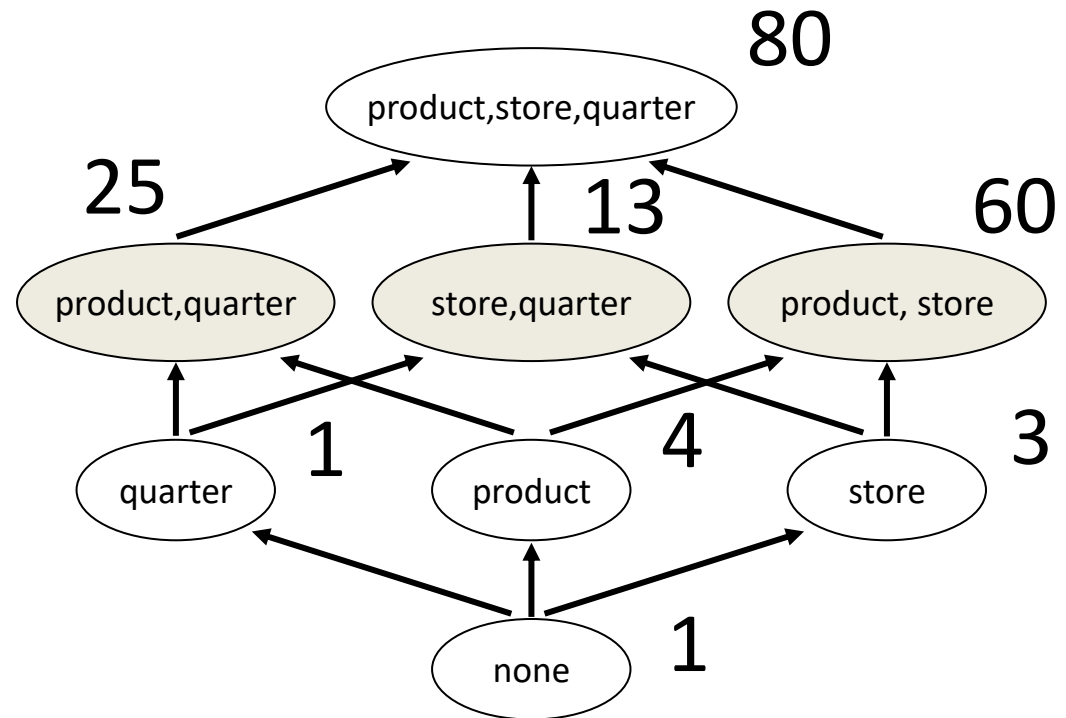 80
product,store,quarter
25
13
60
product,quarter
store,quarter
product, store
1
4
3
quarter
product
store
1
none